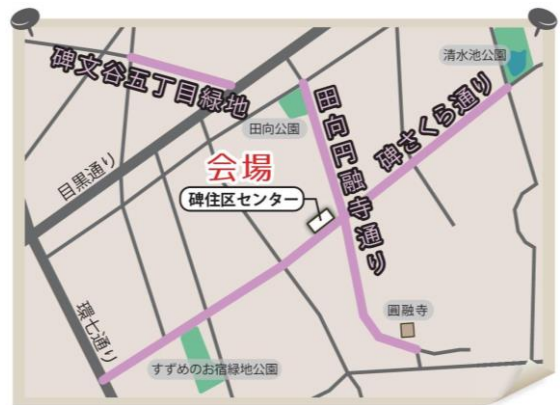 碑文谷五丁目緑地
清水池公園
田向公園
田向円融寺通り
碑さくら通り
目黒通り
会場
碑住区センター
環七通り
圓融寺
すずめのお宿緑地公園